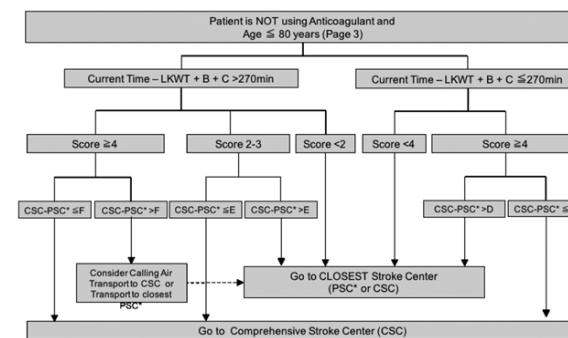 Patient is NOT using Anticoagulant and
Age ≦ 80 years (Page 3)
Current Time – LKWT + B + C >270min
Current Time – LKWT + B + C ≦270min
Score ≧4
Score 2-3
Score <2
Score <4
Score ≧4
CSC-PSC* ≦F
CSC-PSC* >F
CSC-PSC* ≦E
CSC-PSC* >E
CSC-PSC* >D
CSC-PSC* ≦
Consider Calling Air
Transport to CSC or
Transport to closest
PSC*
Go to CLOSEST Stroke Center
(PSC* or CSC)
Go to Comprehensive Stroke Center (CSC)